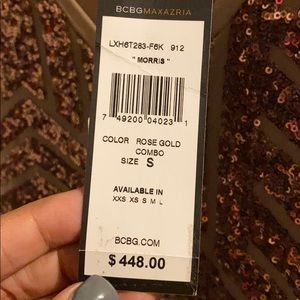 BCBGMAXAZRIA
LXH6T283-F6K 912
"MORRIS"
7 49200 04023 1
COLOR ROSE GOLD
COMBO
SIZE S
AVAILABLE IN
XXS XS S M L
BCBG.COM
$448.00